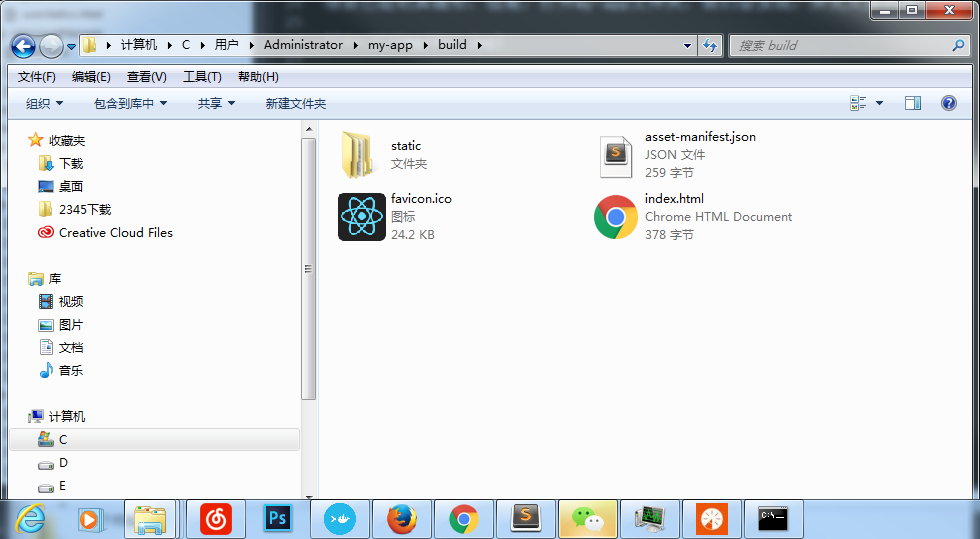 计算机 C 用户 Administrator my-app build
搜索 build
文件(F) 编辑(E) 查看(V) 工具(T) 帮助(H)
组织 包含到库中 共享 新建文件夹
收藏夹
下载
桌面
2345下载
Creative Cloud Files
库
视频
图片
文档
音乐
计算机
C
D
E
static
文件夹
asset-manifest.json
JSON 文件
259 字节
favicon.ico
图标
24.2 KB
index.html
Chrome HTML Document
378 字节
Ps
C:\_